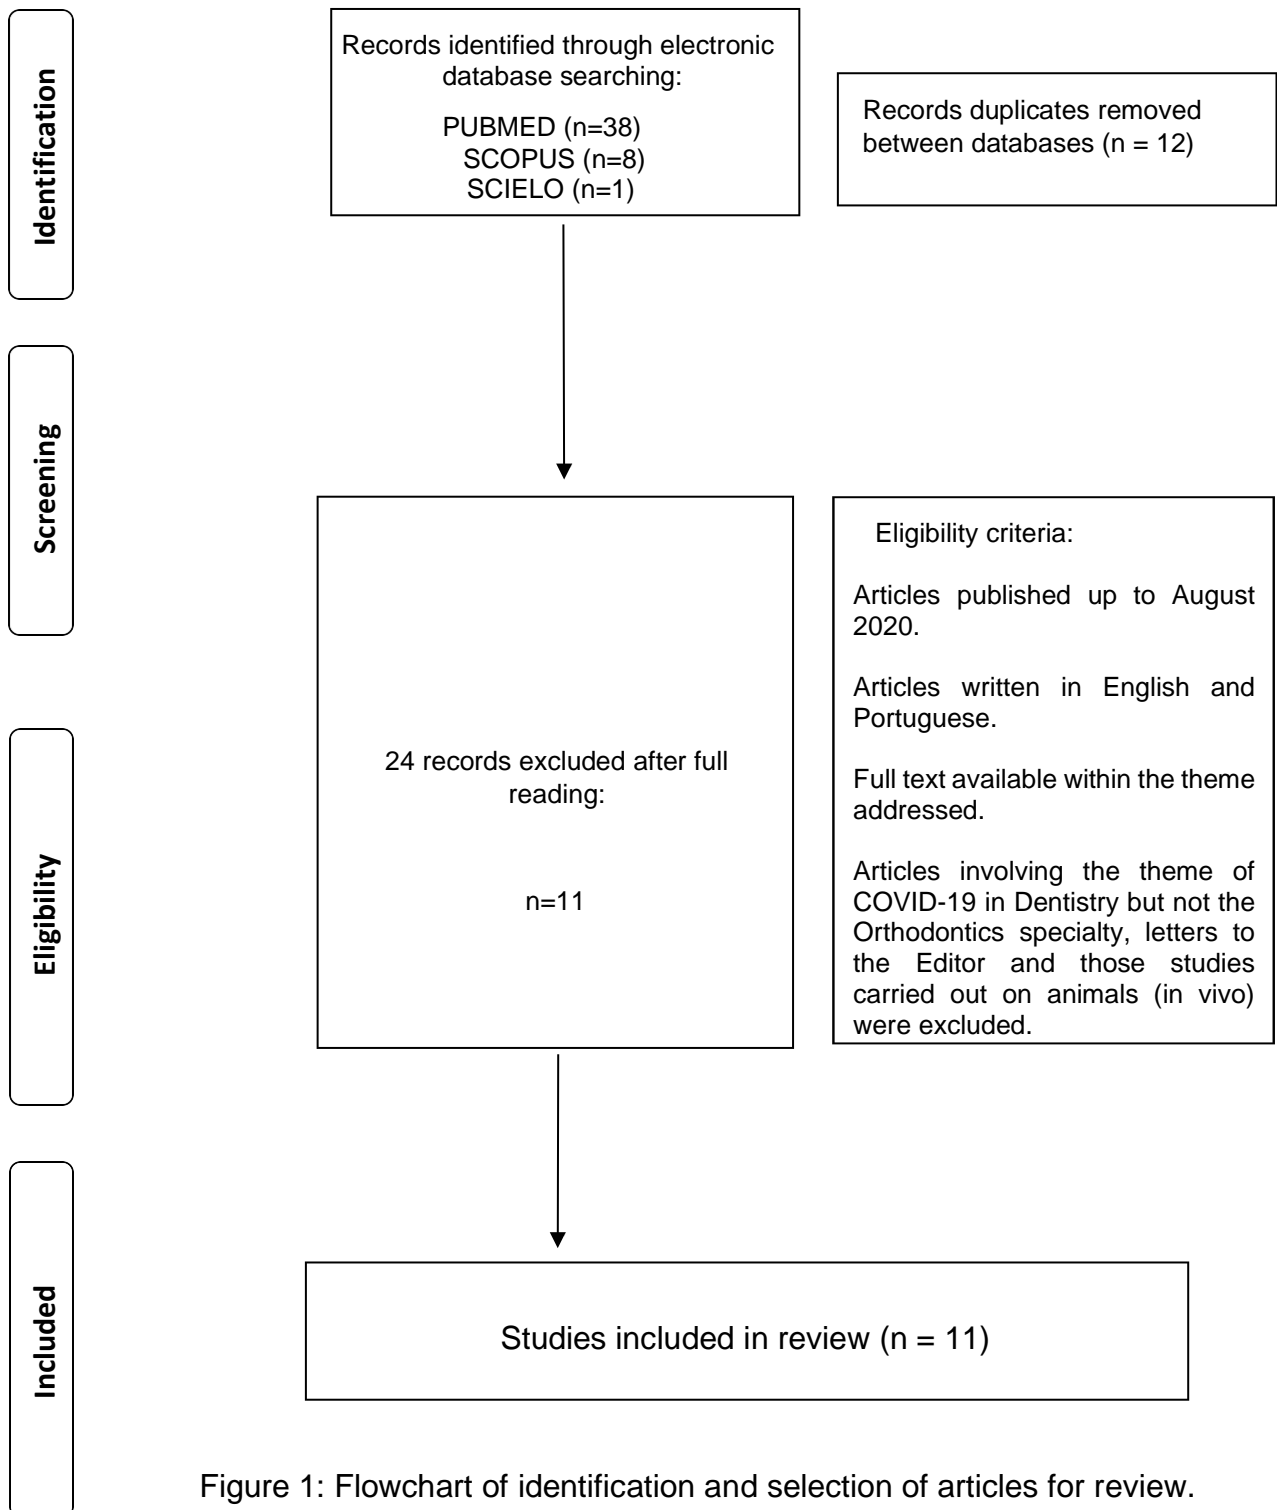 Identification
Records identified through electronic
database searching:
PUBMED (n=38)
SCOPUS (n=8)
SCIELO (n=1)
Records duplicates removed
between databases (n = 12)
Screening
Eligibility
24 records excluded after full
reading:
n=11
Eligibility criteria:
Articles published up to August
2020.
Articles written in English and
Portuguese.
Full text available within the theme
addressed.
Articles involving the theme of
COVID-19 in Dentistry but not the
Orthodontics specialty, letters to
the Editor and those studies
carried out on animals (in vivo)
were excluded.
Included
Studies included in review (n = 11)
Figure 1: Flowchart of identification and selection of articles for review.